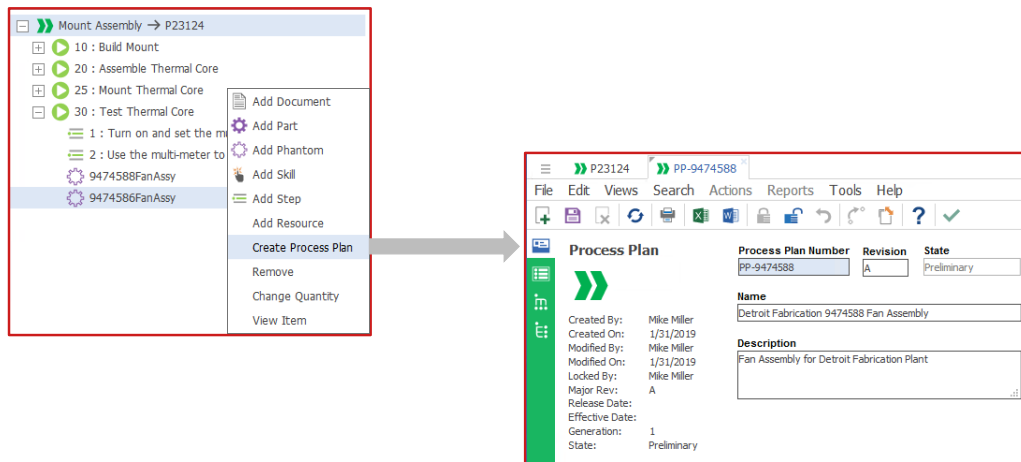 Mount Assembly → P23124
10 : Build Mount
20 : Assemble Thermal Core
25 : Mount Thermal Core
30 : Test Thermal Core
1 : Turn on and set the m
2 : Use the multi-meter to
9474588FanAssy
9474586FanAssy
Add Document
Add Part
Add Phantom
Add Skill
Add Step
Add Resource
Create Process Plan
Remove
Change Quantity
View Item
P23124 PP-9474588
File Edit Views Search Actions Reports Tools Help
Process Plan
Created By: Mike Miller
Created On: 1/31/2019
Modified By: Mike Miller
Modified On: 1/31/2019
Locked By: Mike Miller
Major Rev: A
Release Date:
Effective Date:
Generation: 1
State: Preliminary
Process Plan Number Revision State
PP-9474588 A Preliminary
Name
Detroit Fabrication 9474588 Fan Assembly
Description
Fan Assembly for Detroit Fabrication Plant